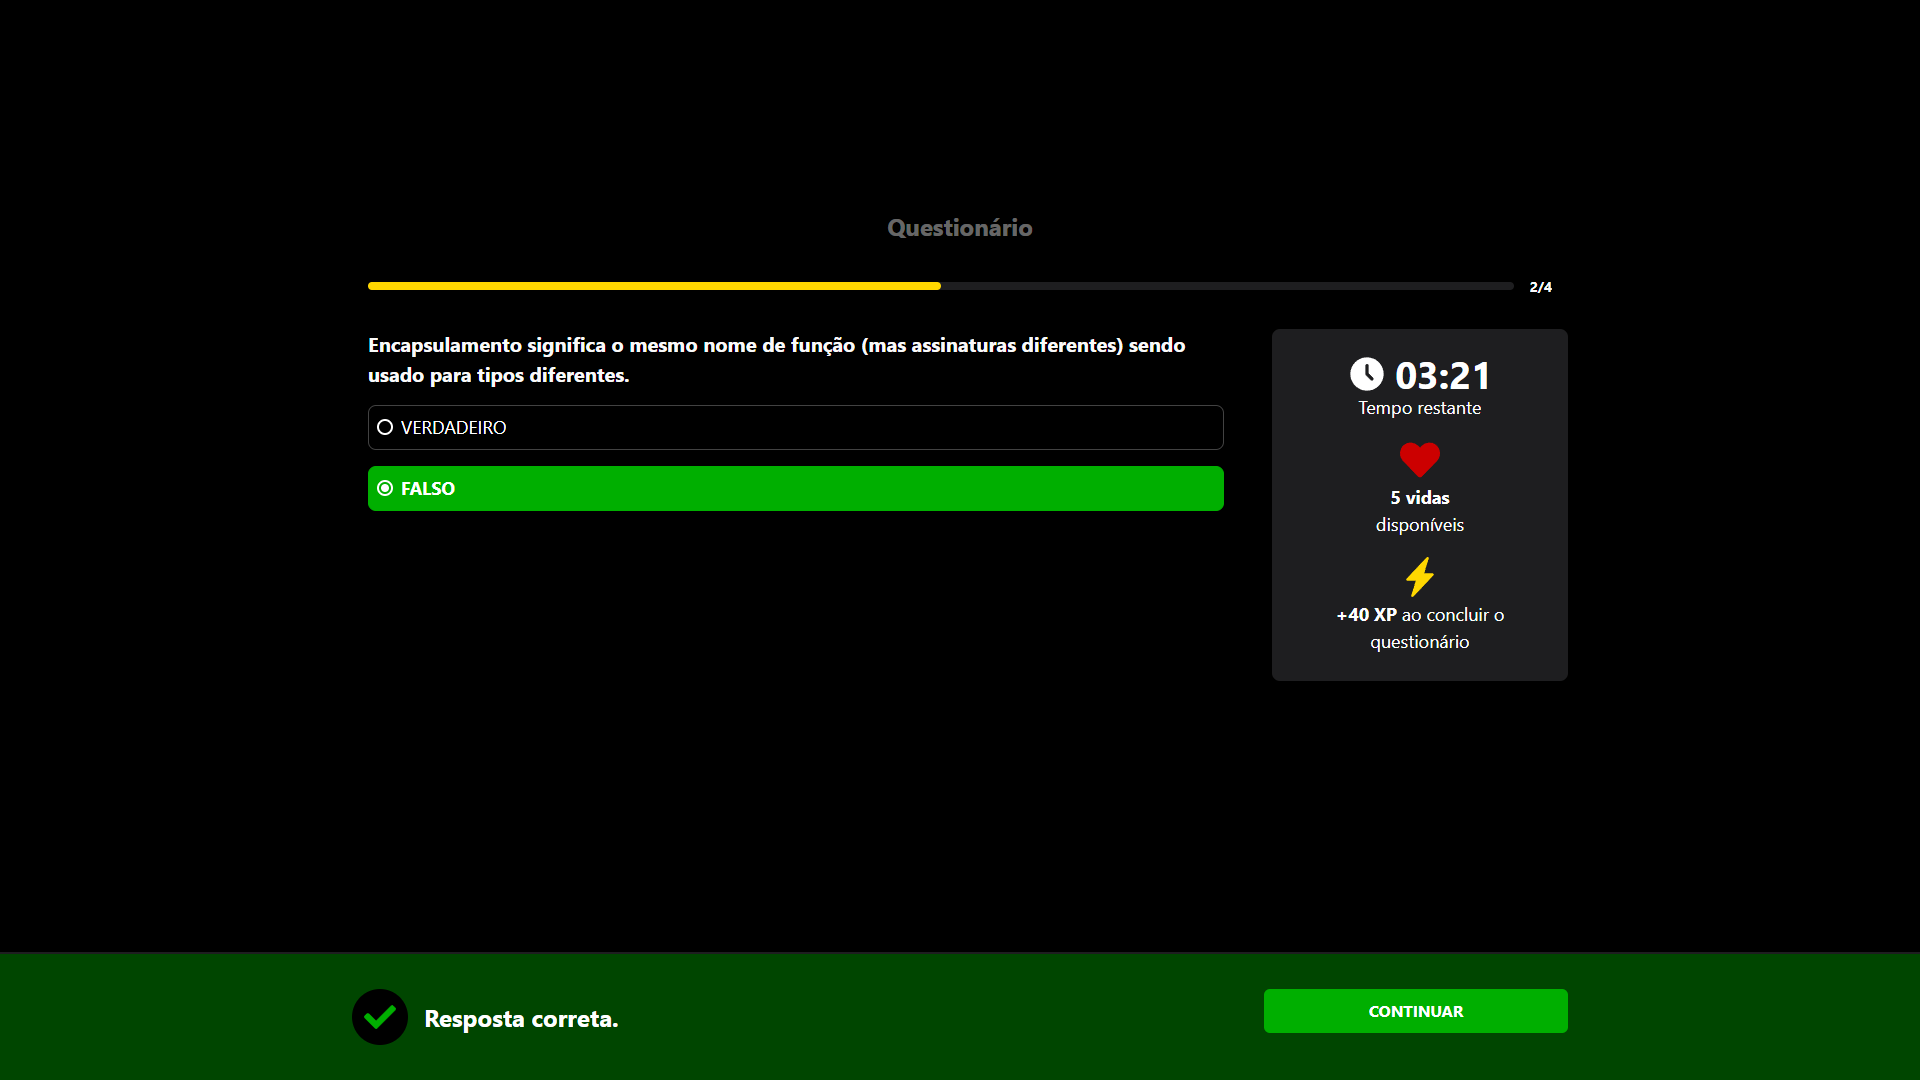 Questionário
2/4
Encapsulamento significa o mesmo nome de função (mas assinaturas diferentes) sendo
usado para tipos diferentes.
VERDADEIRO
FALSO
03:21
Tempo restante
5 vidas
disponíveis
+40 XP ao concluir o
questionário
Resposta correta.
CONTINUAR